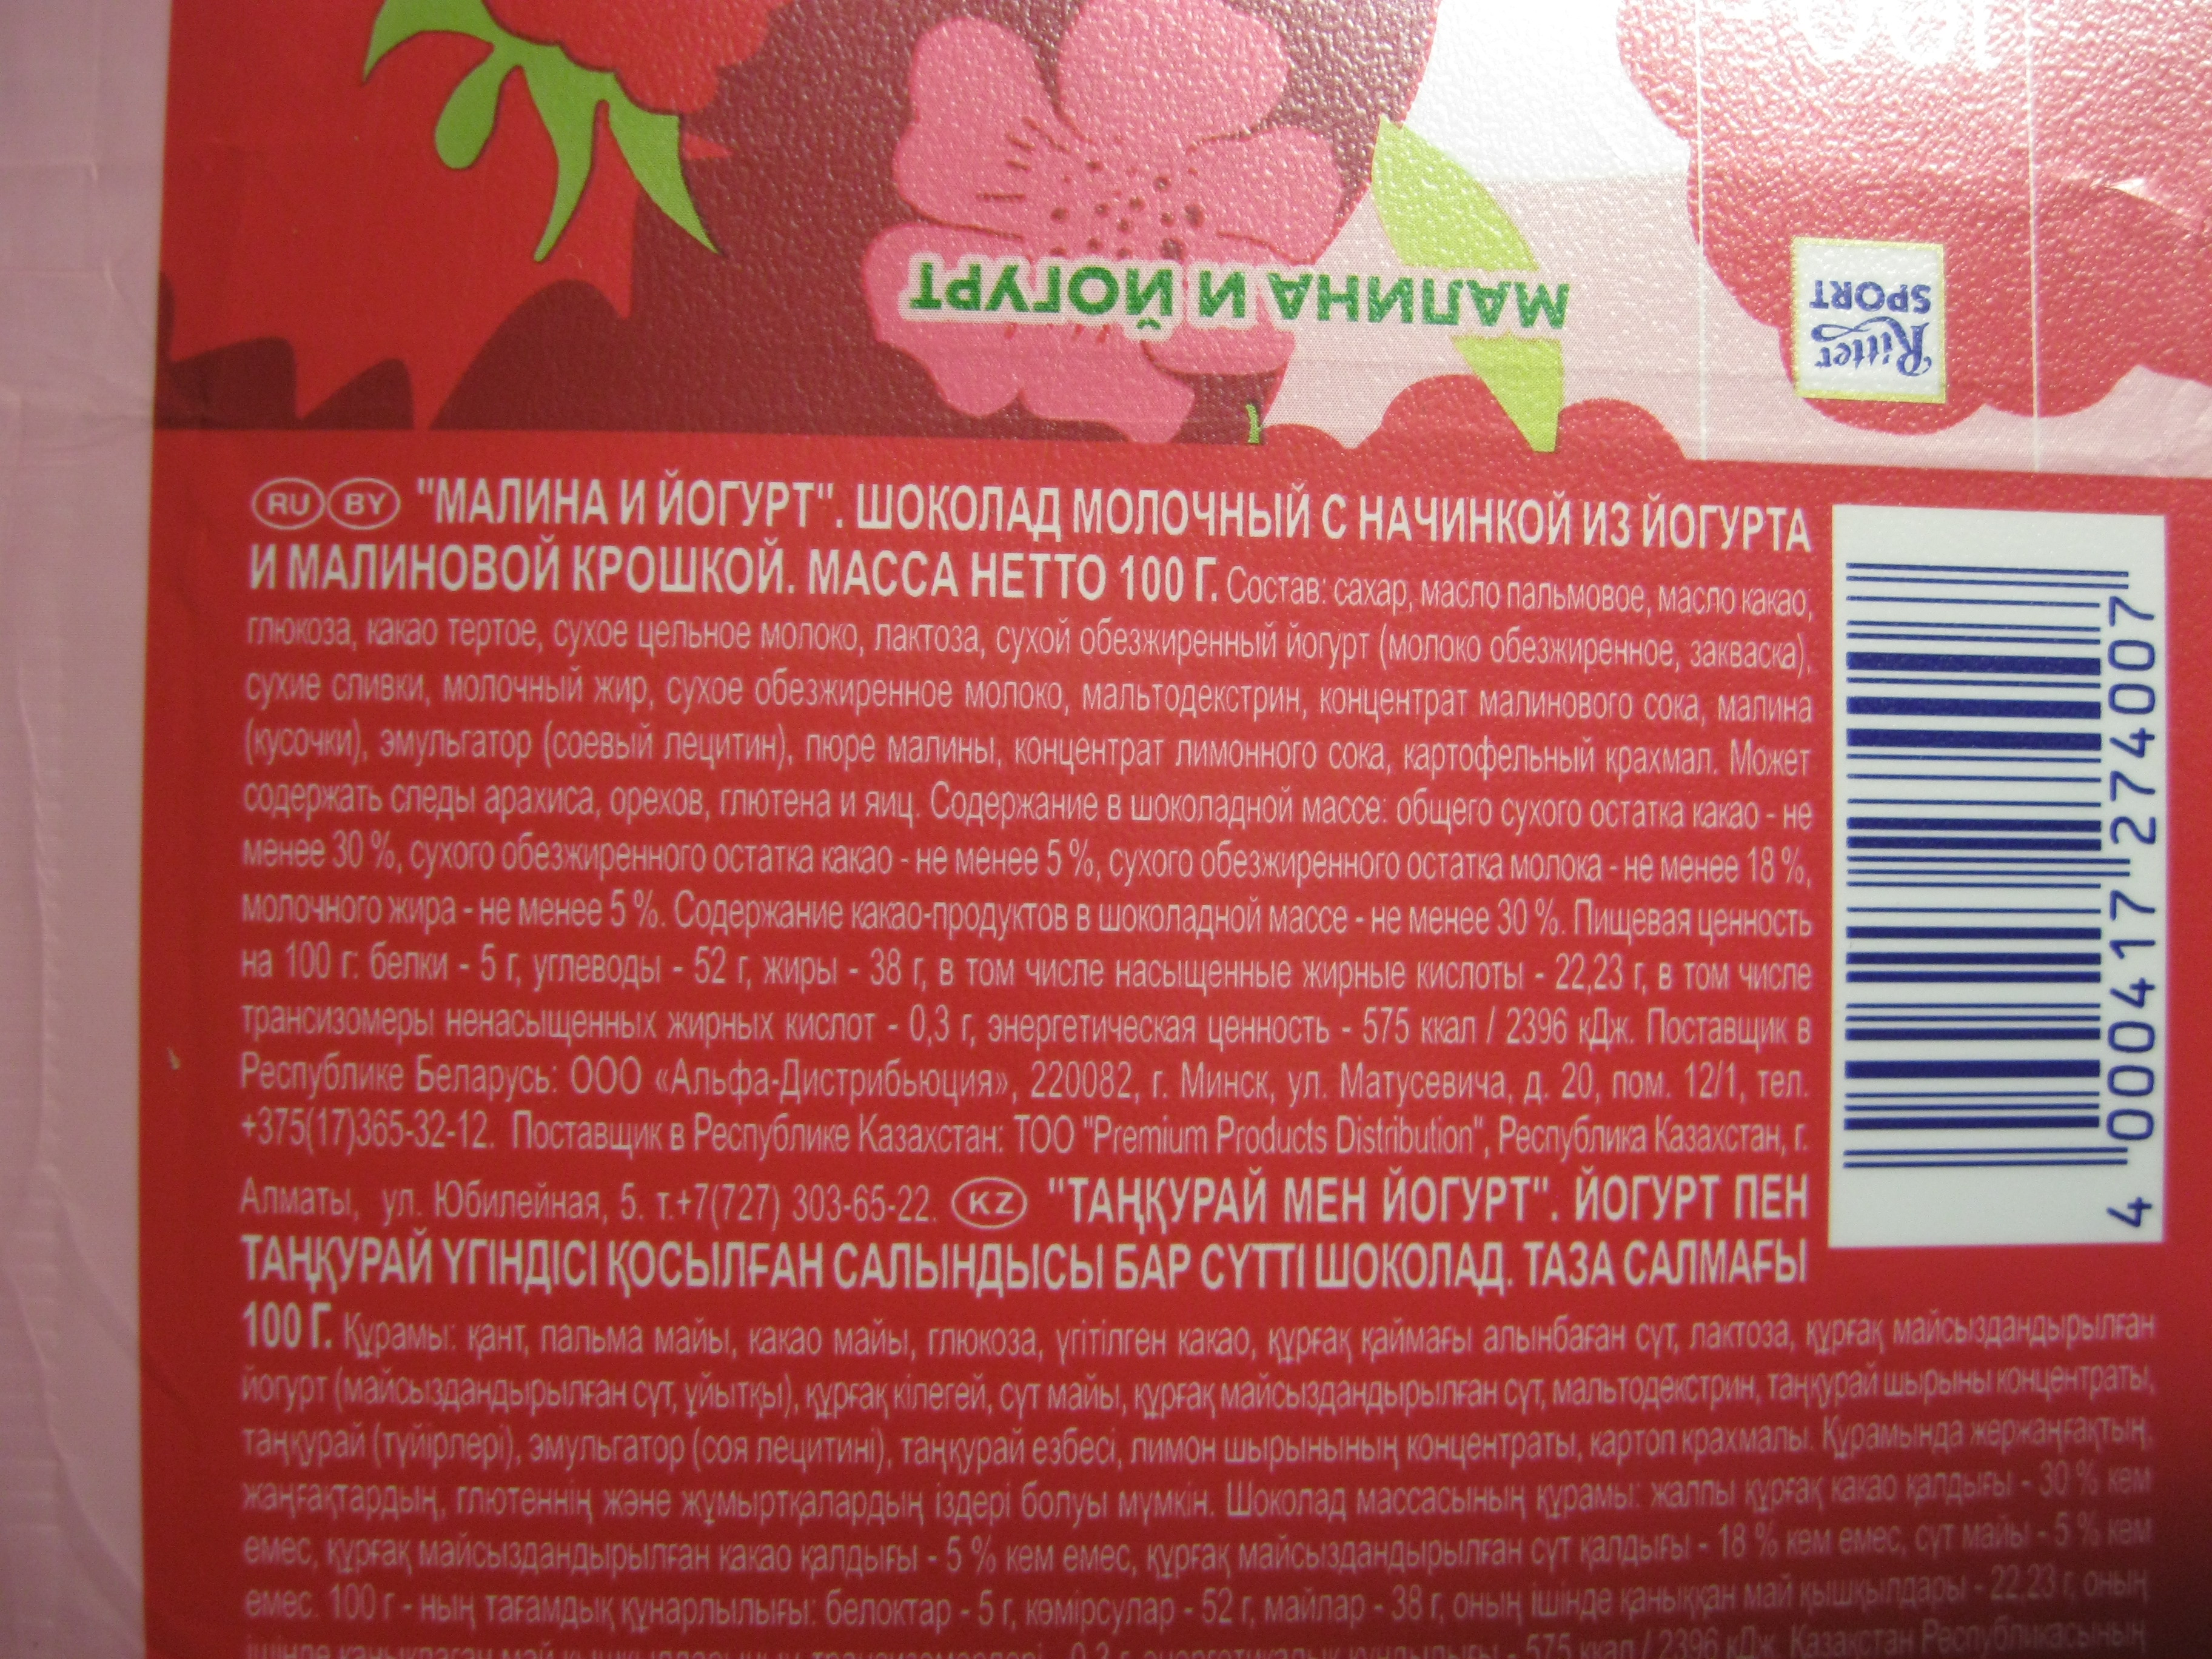 100
МАЛИНА И ЙОГУРТ
Ritter
SPORT
RU BY "МАЛИНА И ЙОГУРТ". ШОКОЛАД МОЛОЧНЫЙ С НАЧИНКОЙ ИЗ ЙОГУРТА
И МАЛИНОВОЙ КРОШКОЙ. МАССА НЕТТО 100 Г. Состав: сахар, масло пальмовое, масло какао,
глюкоза, какао тертое, сухое цельное молоко, лактоза, сухой обезжиренный йогурт (молоко обезжиренное, закваска),
сухие сливки, молочный жир, сухое обезжиренное молоко, мальтодекстрин, концентрат малинового сока, малина
(кусочки), эмульгатор (соевый лецитин), пюре малины, концентрат лимонного сока, картофельный крахмал. Может
содержать следы арахиса, орехов, глютена и яиц. Содержание в шоколадной массе: общего сухого остатка какао - не
менее 30 %, сухого обезжиренного остатка какао - не менее 5 %, сухого обезжиренного остатка молока - не менее 18 %,
молочного жира - не менее 5 %. Содержание какао-продуктов в шоколадной массе - не менее 30 %. Пищевая ценность
на 100 г: белки - 5 г, углеводы - 52 г, жиры - 38 г, в том числе насыщенные жирные кислоты - 22,23 г, в том числе
трансизомеры ненасыщенных жирных кислот - 0,3 г, энергетическая ценность - 575 ккал / 2396 кДж. Поставщик в
Республике Беларусь: ООО «Альфа-Дистрибьюция», 220082, г. Минск, ул. Матусевича, д. 20, пом. 12/1, тел.
+375(17)365-32-12. Поставщик в Республике Казахстан: ТОО "Premium Products Distribution", Республика Казахстан, г.
Алматы, ул. Юбилейная, 5. т.+7(727) 303-65-22. KZ "ТАҢҚУРАЙ МЕН ЙОГУРТ". ЙОГУРТ ПЕН
ТАҢҚУРАЙ ҮГІНДІСІ ҚОСЫЛҒАН САЛЫНДЫСЫ БАР СҮТТІ ШОКОЛАД. ТАЗА САЛМАҒЫ
100 Г. Құрамы: қант, пальма майы, какао майы, глюкоза, үгітілген какао, құрғақ қаймағы алынбаған сүт, лактоза, құрғақ майсыздандырылған
йогурт (майсыздандырылған сүт, ұйытқы), құрғақ кілегей, сүт майы, құрғақ майсыздандырылған сүт, мальтодекстрин, таңқурай шырыны концентраты,
таңқурай (түйірлері), эмульгатор (соя лецитині), таңқурай езбесі, лимон шырынының концентраты, картоп крахмалы. Құрамында жержаңғақтың,
жаңғақтардың, глютеннің және жұмыртқалардың іздері болуы мүмкін. Шоколад массасының құрамы: жалпы құрғақ какао қалдығы - 30 % кем
емес, құрғақ майсыздандырылған какао қалдығы - 5 % кем емес, құрғақ майсыздандырылған сүт қалдығы - 18 % кем емес, сүт майы - 5 % кем
емес. 100 г - ның тағамдық құнарлылығы: белоктар - 5 г, көмірсулар - 52 г, майлар - 38 г, оның ішінде қаныққан май қышқылдары - 22,23 г, оның
575 ккал / 2396 кДж. Казақстан Республикасының
4 000417 274007